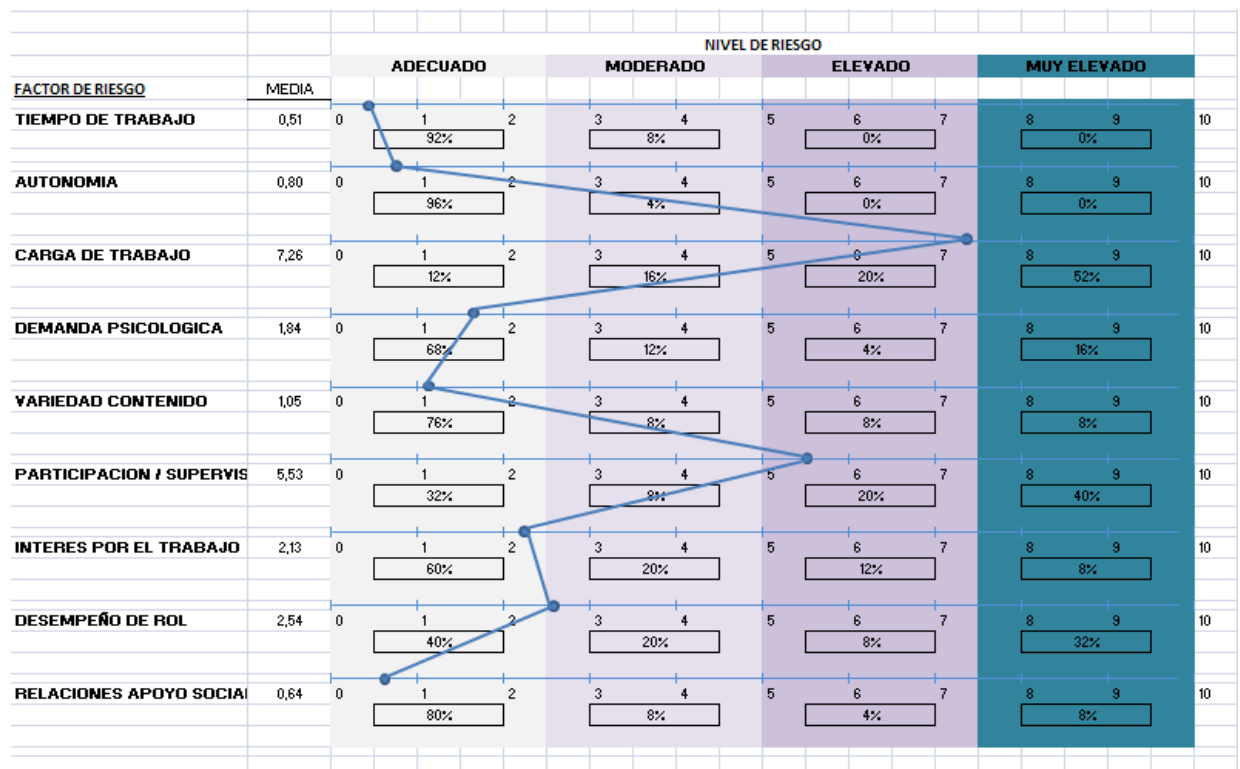 NIVEL DE RIESGO
ADECUADO MODERADO ELEVADO MUY ELEVADO
FACTOR DE RIESGO MEDIA
TIEMPO DE TRABAJO 0,51 0 1 2 3 4 5 6 7 8 9 10
92% 8% 0% 0%
AUTONOMIA 0,80 0 1 2 3 4 5 6 7 8 9 10
96% 4% 0% 0%
CARGA DE TRABAJO 7,26 0 1 2 3 4 5 6 7 8 9 10
12% 16% 20% 52%
DEMANDA PSICOLOGICA 1,84 0 1 2 3 4 5 6 7 8 9 10
68% 12% 4% 16%
VARIEDAD CONTENIDO 1,05 0 1 2 3 4 5 6 7 8 9 10
76% 8% 8% 8%
PARTICIPACION / SUPERVIS 5,53 0 1 2 3 4 5 6 7 8 9 10
32% 8% 20% 40%
INTERES POR EL TRABAJO 2,13 0 1 2 3 4 5 6 7 8 9 10
60% 20% 12% 8%
DESEMPEÑO DE ROL 2,54 0 1 2 3 4 5 6 7 8 9 10
40% 20% 8% 32%
RELACIONES APOYO SOCIAL 0,64 0 1 2 3 4 5 6 7 8 9 10
80% 8% 4% 8%